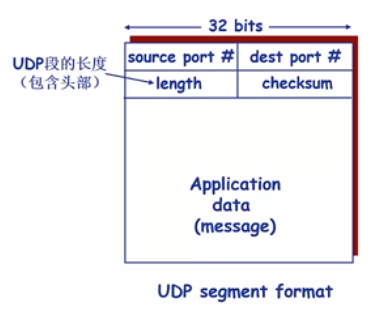 32 bits
source port #
dest port #
UDP段的长度
(包含头部)
length
checksum
Application
data
(message)
UDP segment format